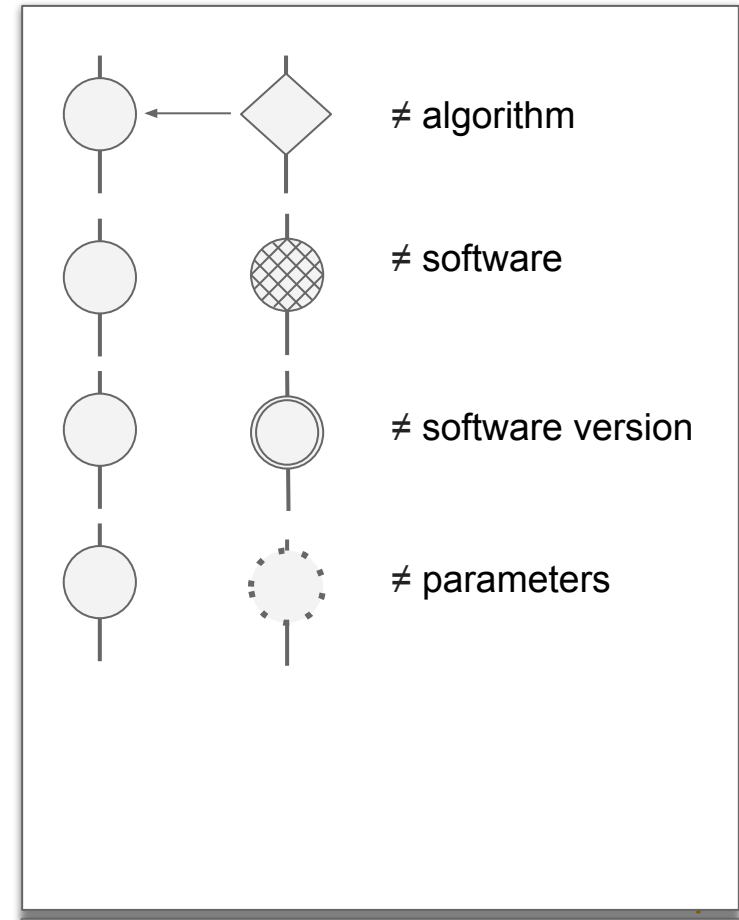 ≠ algorithm
≠ software
≠ software version
≠ parameters